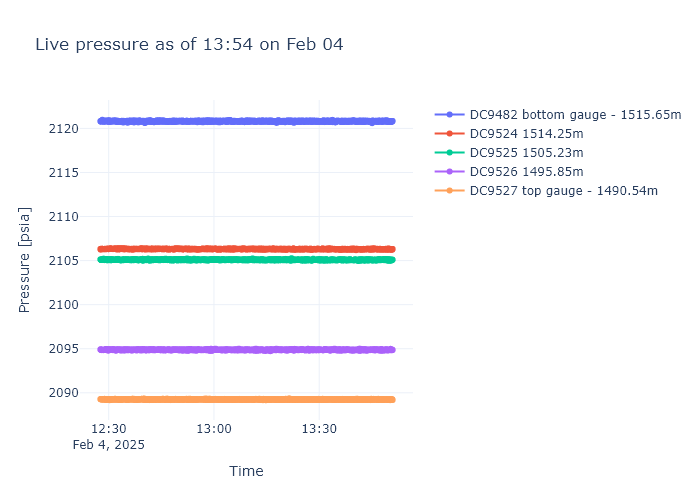 Live pressure as of 13:54 on Feb 04
DC9482 bottom gauge - 1515.65m
DC9524 1514.25m
DC9525 1505.23m
DC9526 1495.85m
DC9527 top gauge - 1490.54m
Pressure [psia]
2120
2115
2110
2105
2100
2095
2090
12:30
13:00
13:30
Feb 4, 2025
Time